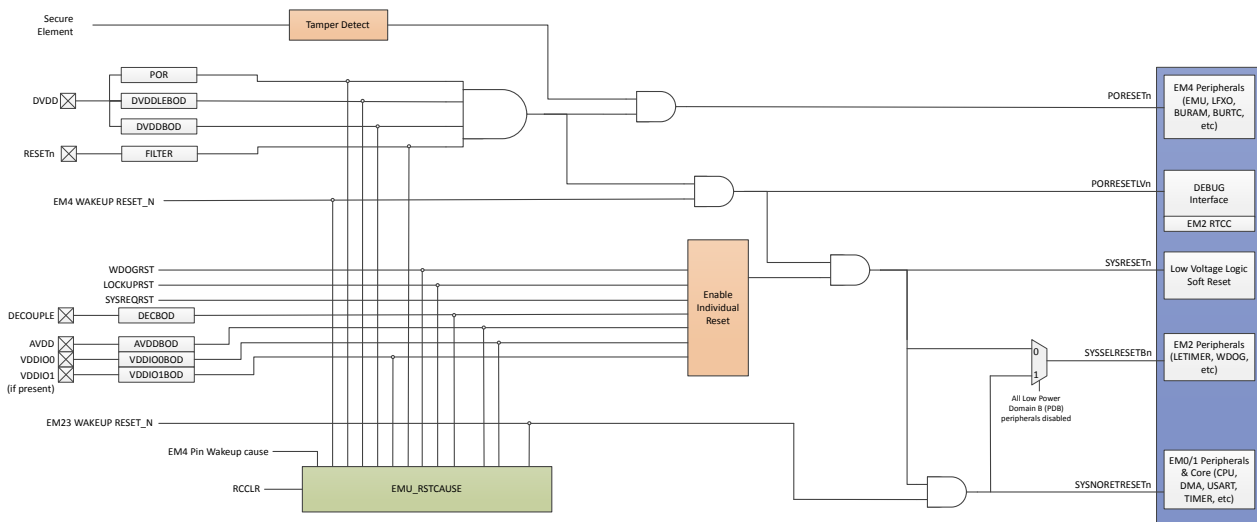 Secure
Element
Tamper Detect
POR
DVDD
DVDDLEBOD
PORESETn
EM4 Peripherals
(EMU, LFXO,
BURAM, BURTC,
etc)
DVDDBOD
RESETn
FILTER
EM4 WAKEUP RESET_N
PORRESETLVn
DEBUG
Interface
EM2 RTCC
WDOGRST
LOCKUPRST
SYSREQRST
DECOUPLE
DECBOD
AVDD
AVDDBOD
VDDIO0
VDDIO0BOD
VDDIO1
(if present)
VDDIO1BOD
Enable
Individual
Reset
SYSRESETn
Low Voltage Logic
Soft Reset
0
1
SYSSELRESETBn
EM2 Peripherals
(LETIMER, WDOG,
etc)
All Low Power
Domain B (PDB)
peripherals disabled
EM23 WAKEUP RESET_N
EM4 Pin Wakeup cause
RCCLR
EMU_RSTCAUSE
SYSNORETRESETn
EM0/1 Peripherals
& Core (CPU,
DMA, USART,
TIMER, etc)